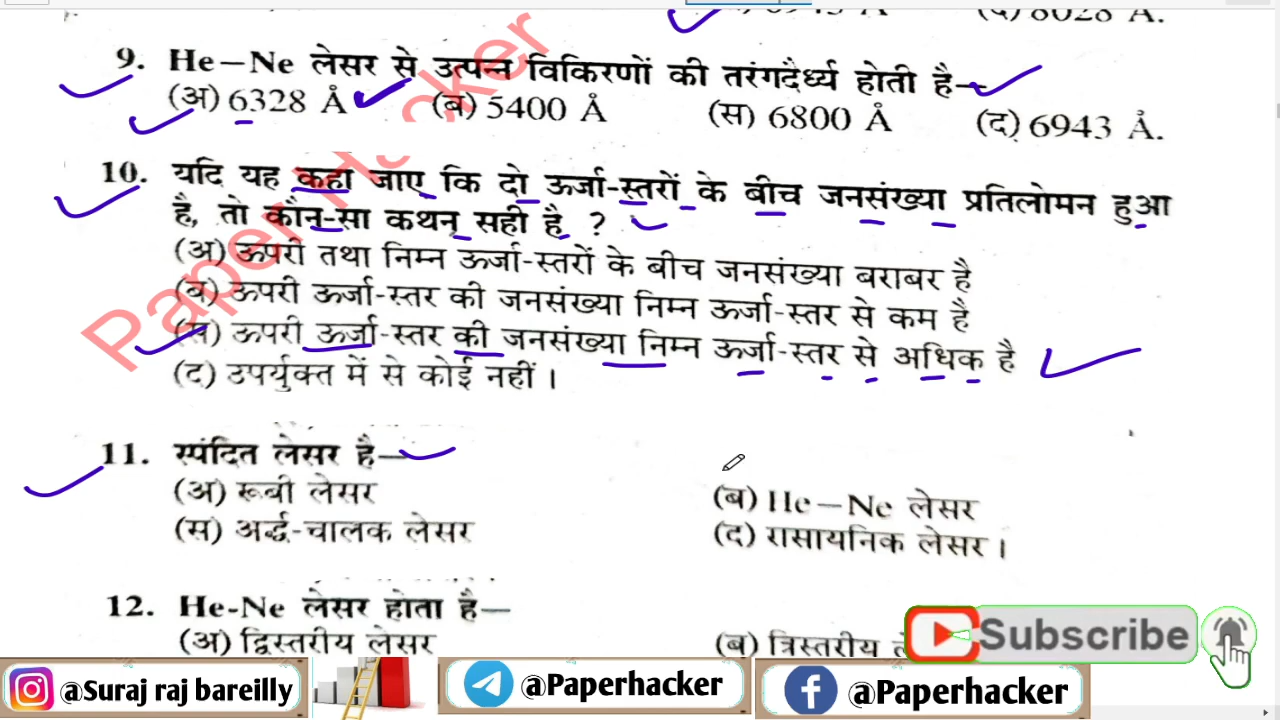 (द) 8028 Å.
9. He – Ne लेसर से उत्पन्न विकिरणों की तरंगदैर्ध्य होती है—
(अ) 6328 Å (ब) 5400 Å (स) 6800 Å (द) 6943 Å.
10. यदि यह कहा जाए कि दो ऊर्जा-स्तरों के बीच जनसंख्या प्रतिलोमन हुआ
है, तो कौन-सा कथन सही है ?
(अ) ऊपरी तथा निम्न ऊर्जा-स्तरों के बीच जनसंख्या बराबर है
(ब) ऊपरी ऊर्जा-स्तर की जनसंख्या निम्न ऊर्जा-स्तर से कम है
(स) ऊपरी ऊर्जा-स्तर की जनसंख्या निम्न ऊर्जा-स्तर से अधिक है
(द) उपर्युक्त में से कोई नहीं ।
Paper Hacker
11. स्पंदित लेसर है—
(अ) रूबी लेसर (ब) He – Ne लेसर
(स) अर्द्ध-चालक लेसर (द) रासायनिक लेसर ।
12. He-Ne लेसर होता है—
(अ) द्विस्तरीय लेसर (ब) त्रिस्तरीय
Subscribe
@Suraj raj bareilly @Paperhacker @Paperhacker